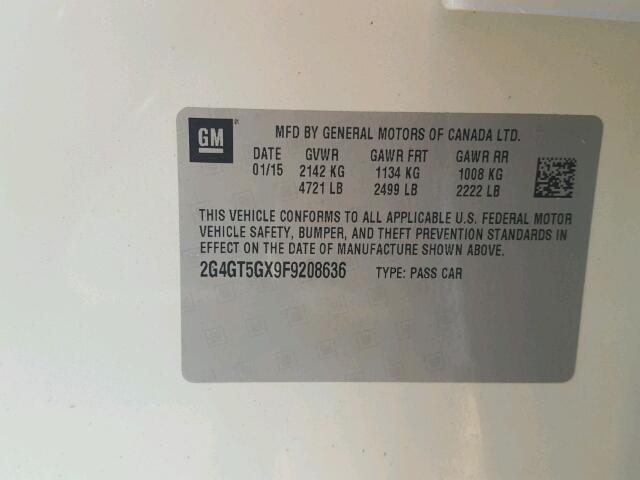 GM
MFD BY GENERAL MOTORS OF CANADA LTD.
DATE GVWR GAWR FRT GAWR RR
01/15 2142 KG 1134 KG 1008 KG
4721 LB 2499 LB 2222 LB
THIS VEHICLE CONFORMS TO ALL APPLICABLE U.S. FEDERAL MOTOR
VEHICLE SAFETY, BUMPER, AND THEFT PREVENTION STANDARDS IN
EFFECT ON THE DATE OF MANUFACTURE SHOWN ABOVE.
2G4GT5GX9F9208636 TYPE: PASS CAR